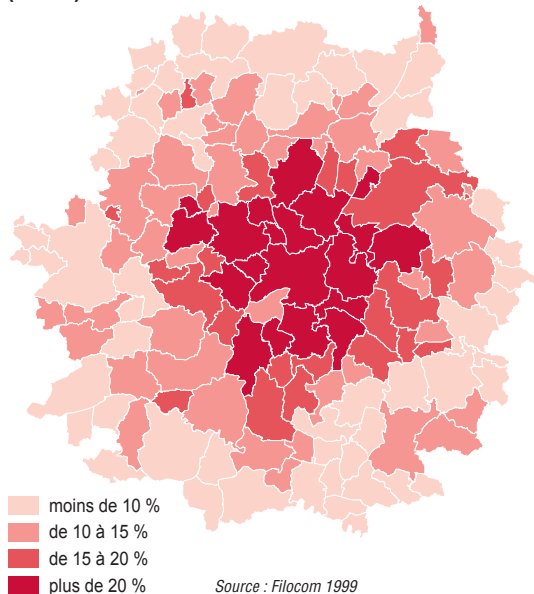 moins de 10 %
de 10 à 15 %
de 15 à 20 %
plus de 20 %
Source : Filocom 1999